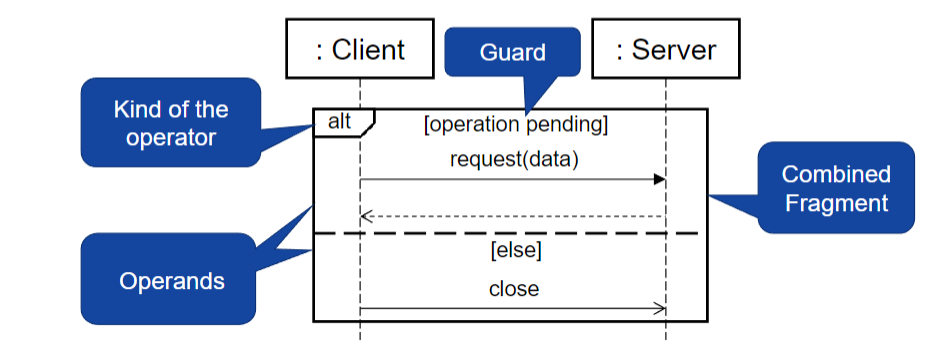 : Client
Guard
: Server
Kind of the
operator
alt
[operation pending]
request(data)
Combined
Fragment
Operands
[else]
close